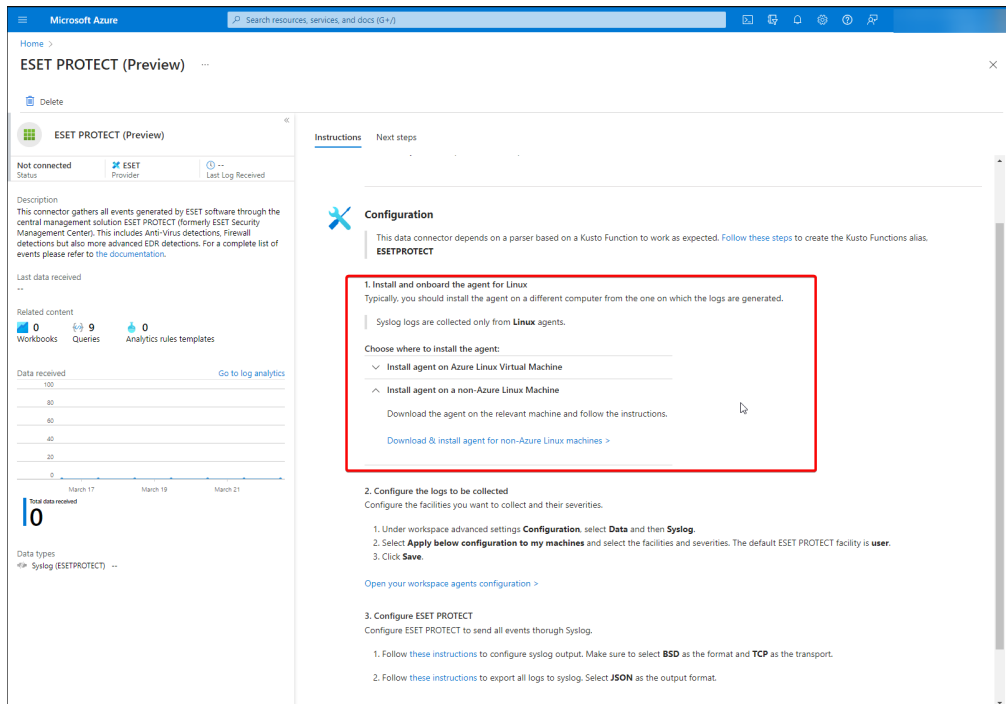 Microsoft Azure
Search resources, services, and docs (G+/)
Home >
ESET PROTECT (Preview) ...
Delete
«
ESET PROTECT (Preview)
Not connected
Status
ESET
Provider
--
Last Log Received
Description
This connector gathers all events generated by ESET software through the
central management solution ESET PROTECT (formerly ESET Security
Management Center). This includes Anti-Virus detections, Firewall
detections but also more advanced EDR detections. For a complete list of
events please refer to the documentation.
Last data received
--
Related content
0
Workbooks
9
Queries
0
Analytics rules templates
Data received
Go to log analytics
100
80
60
40
20
0
March 17
March 19
March 21
Total data received
0
Data types
Syslog (ESETPROTECT) --
Instructions
Next steps
Configuration
This data connector depends on a parser based on a Kusto Function to work as expected. Follow these steps to create the Kusto Functions alias.
ESETPROTECT
1. Install and onboard the agent for Linux
Typically, you should install the agent on a different computer from the one on which the logs are generated.
Syslog logs are collected only from Linux agents.
Choose where to install the agent:
Install agent on Azure Linux Virtual Machine
Install agent on a non-Azure Linux Machine
Download the agent on the relevant machine and follow the instructions.
Download & install agent for non-Azure Linux machines >
2. Configure the logs to be collected
Configure the facilities you want to collect and their severities.
1. Under workspace advanced settings Configuration, select Data and then Syslog.
2. Select Apply below configuration to my machines and select the facilities and severities. The default ESET PROTECT facility is user.
3. Click Save.
Open your workspace agents configuration >
3. Configure ESET PROTECT
Configure ESET PROTECT to send all events thorugh Syslog.
1. Follow these instructions to configure syslog output. Make sure to select BSD as the format and TCP as the transport.
2. Follow these instructions to export all logs to syslog. Select JSON as the output format.